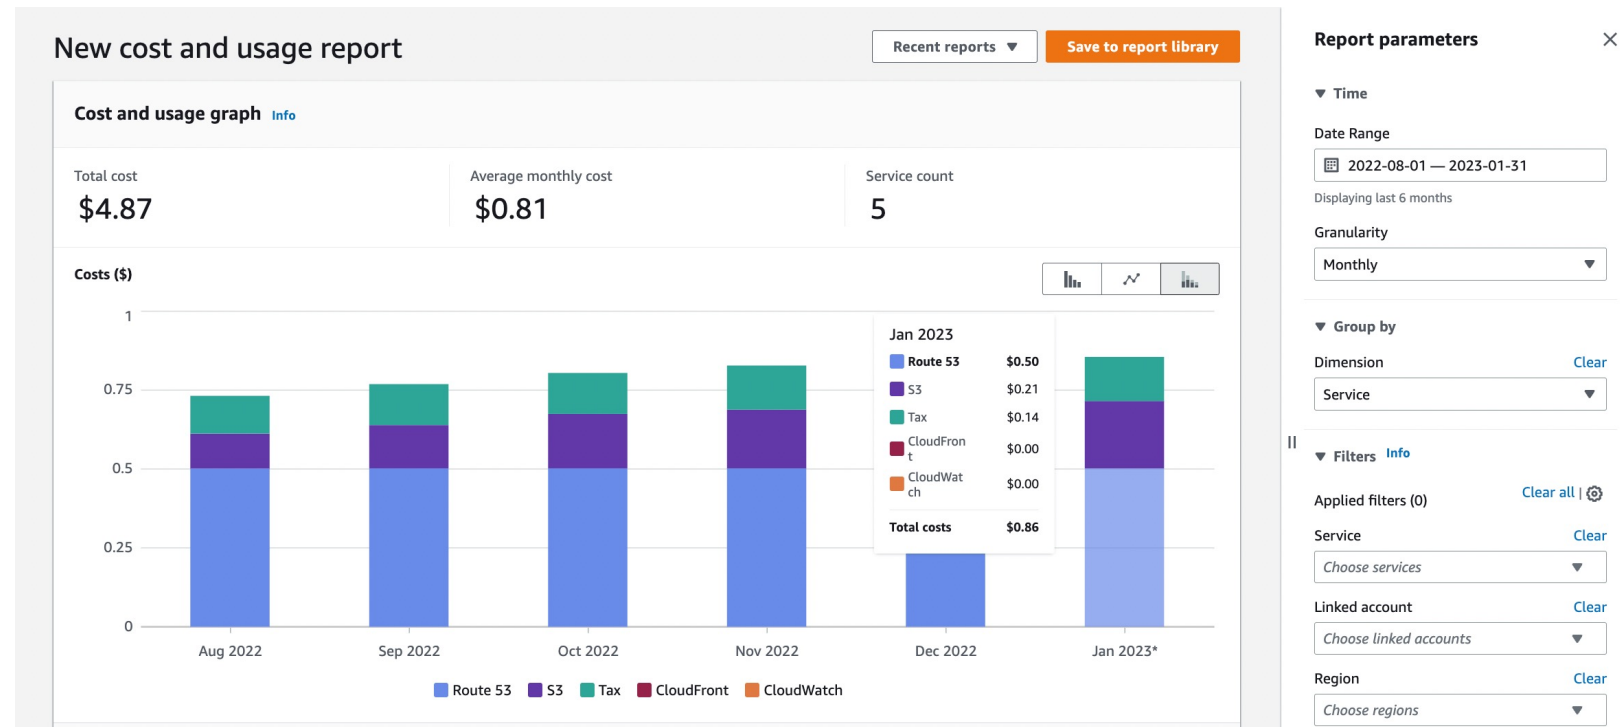 New cost and usage report
Recent reports
Save to report library
Cost and usage graph Info
Total cost
$4.87
Average monthly cost
$0.81
Service count
5
Costs ($)
1
0.75
0.5
0.25
0
Jan 2023
Route 53 $0.50
S3 $0.21
Tax $0.14
CloudFron
t
$0.00
CloudWat
ch
$0.00
Total costs $0.86
Aug 2022
Sep 2022
Oct 2022
Nov 2022
Dec 2022
Jan 2023*
Route 53
S3
Tax
CloudFront
CloudWatch
Report parameters
Time
Date Range
2022-08-01 — 2023-01-31
Displaying last 6 months
Granularity
Monthly
Group by
Dimension Clear
Service
Filters Info
Applied filters (0) Clear all |
Service Clear
Choose services
Linked account Clear
Choose linked accounts
Region Clear
Choose regions